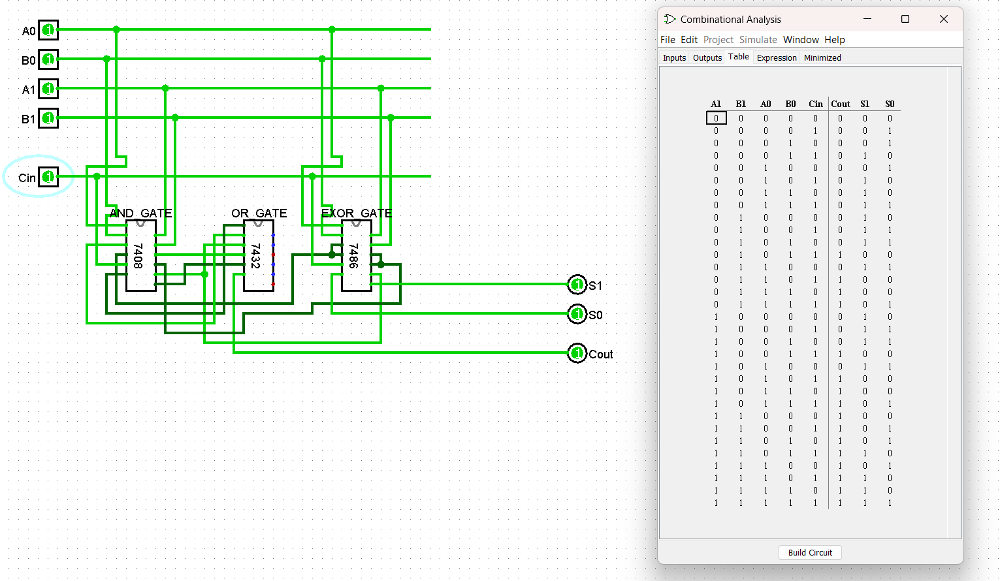 A0 1
B0 1
A1 1
B1 1
Cin 1
AND_GATE OR_GATE EXOR_GATE
7408 7432 7486
1 S1
1 S0
1 Cout
Combinational Analysis
File Edit Project Simulate Window Help
Inputs Outputs Table Expression Minimized
A1 B1 A0 B0 Cin Cout S1 S0
0 0 0 0 0 0 0 0
0 0 0 0 1 0 0 1
0 0 0 1 0 0 0 1
0 0 0 1 1 0 1 0
0 0 1 0 0 0 0 1
0 0 1 0 1 0 1 0
0 0 1 1 0 0 1 0
0 0 1 1 1 0 1 1
0 1 0 0 0 0 1 0
0 1 0 0 1 0 1 1
0 1 0 1 0 0 1 1
0 1 0 1 1 1 0 0
0 1 1 0 0 0 1 1
0 1 1 0 1 1 0 0
0 1 1 1 0 1 0 0
0 1 1 1 1 1 0 1
1 0 0 0 0 0 1 0
1 0 0 0 1 0 1 1
1 0 0 1 0 0 1 1
1 0 0 1 1 1 0 0
1 0 1 0 0 0 1 1
1 0 1 0 1 1 0 0
1 0 1 1 0 1 0 0
1 0 1 1 1 1 0 1
1 1 0 0 0 1 0 0
1 1 0 0 1 1 0 1
1 1 0 1 0 1 0 1
1 1 0 1 1 1 1 0
1 1 1 0 0 1 0 1
1 1 1 0 1 1 1 0
1 1 1 1 0 1 1 0
1 1 1 1 1 1 1 1
Build Circuit